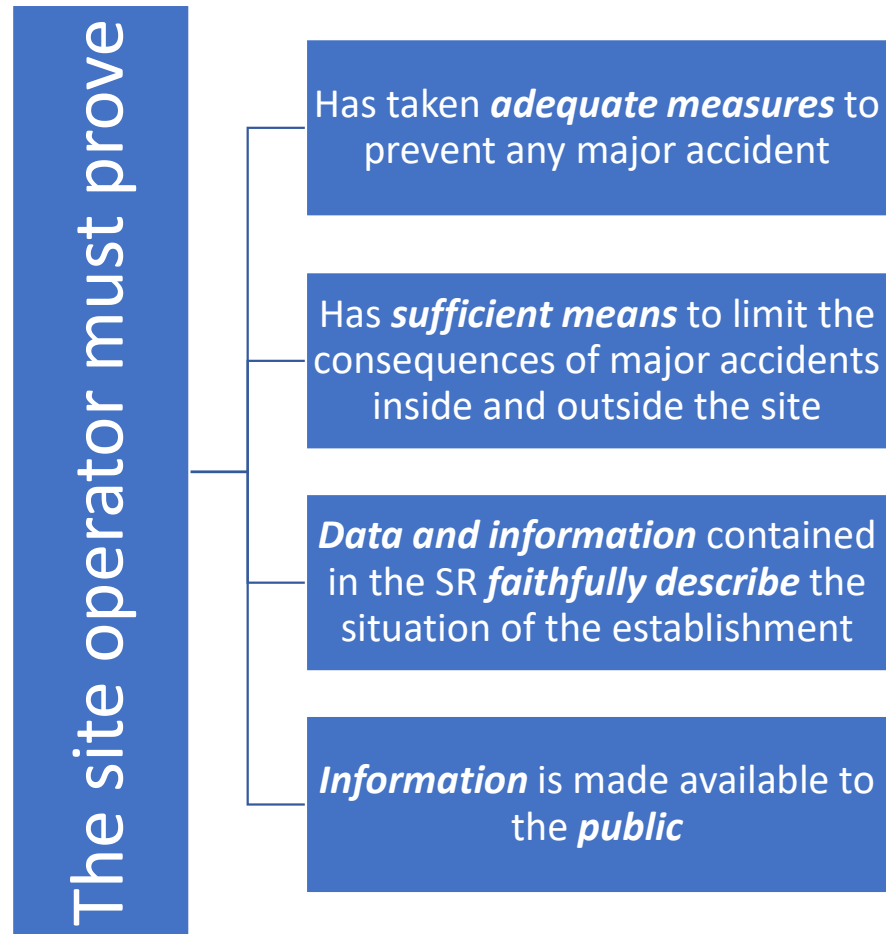 The site operator must prove
Has taken adequate measures to
prevent any major accident
Has sufficient means to limit the
consequences of major accidents
inside and outside the site
Data and information contained
in the SR faithfully describe the
situation of the establishment
Information is made available to
the public